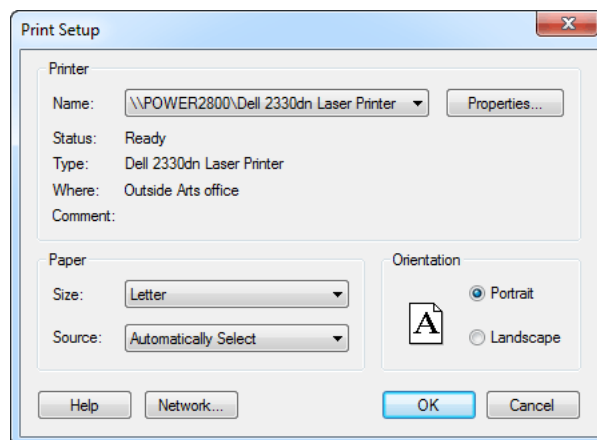 Print Setup
Printer
Name: \\POWER2800\Dell 2330dn Laser Printer Properties...
Status: Ready
Type: Dell 2330dn Laser Printer
Where: Outside Arts office
Comment:
Paper
Size: Letter
Source: Automatically Select
Orientation
A
Portrait
Landscape
Help Network... OK Cancel